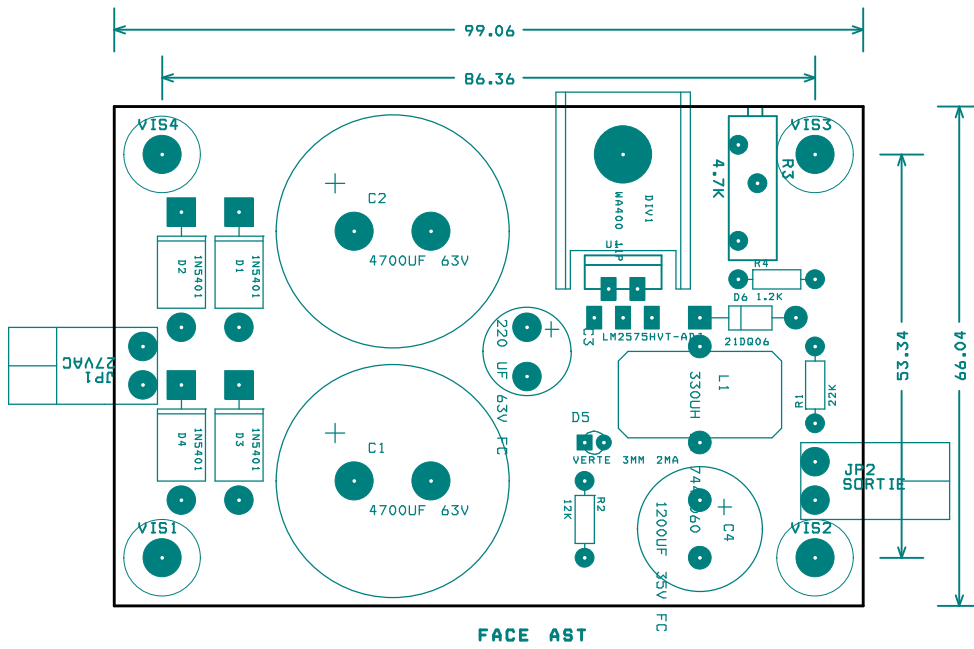 99.06
86.36
VIS4
VIS3
C2
4700UF 63V
DIV1
WA400
U1
4.7K
R3
D2
1N5401
D1
1N5401
R4
D6 1.2K
LM2575HVT-AD
21DQ06
C3
220 UF 63V FC
JP1
27VAC
L1
330UH
R1
22K
53.34
66.04
D4
1N5401
D3
1N5401
C1
4700UF 63V
D5
VERTE 3MM 2MA
R2
12K
C4
1200UF 35V FC
JP2
SORTIE
VIS1
VIS2
FACE AST